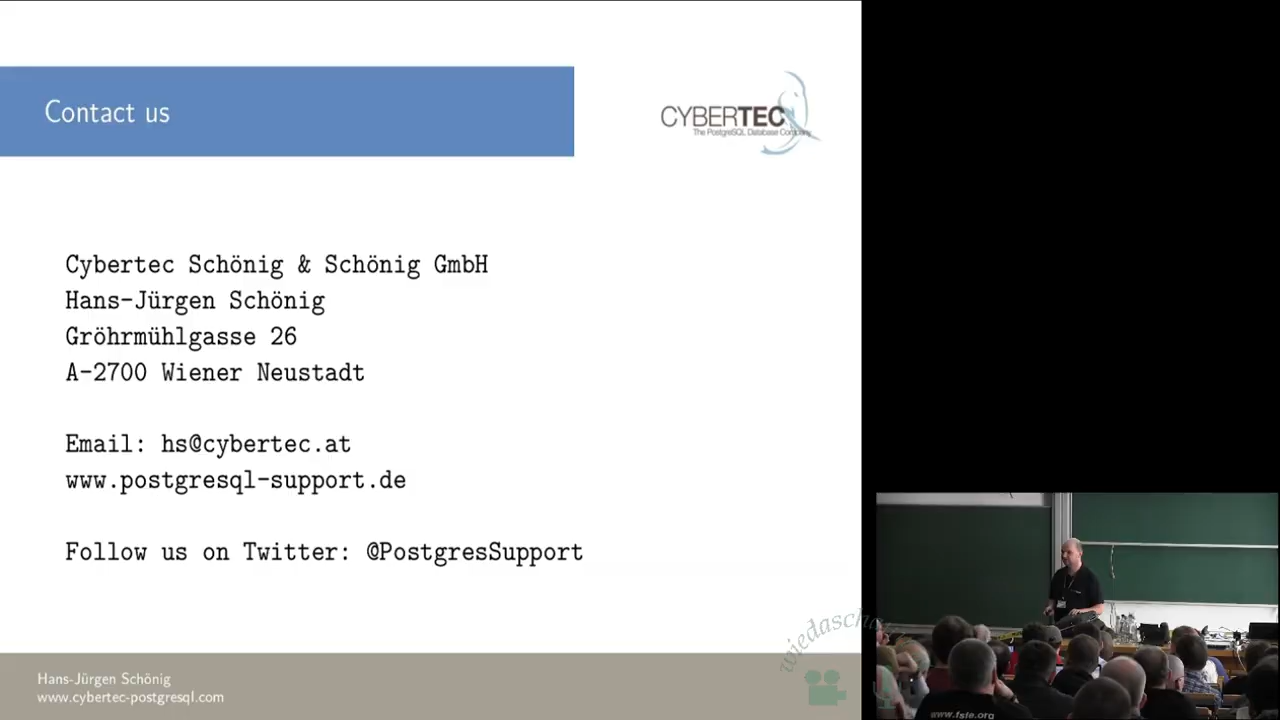 Contact us
CYBERTEC
The PostgreSQL Database Company
Cybertec Schönig & Schönig GmbH
Hans-Jürgen Schönig
Gröhrmühlgasse 26
A-2700 Wiener Neustadt
Email: hs@cybertec.at
www.postgresql-support.de
Follow us on Twitter: @PostgresSupport
Hans-Jürgen Schönig
www.cybertec-postgresql.com
www.fsfe.org